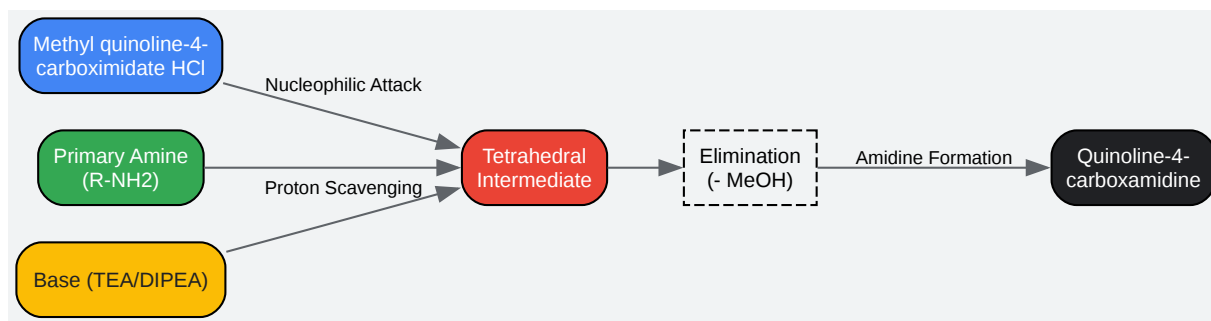 Methyl quinoline-4-
carboximidate HCl
Nucleophilic Attack
Primary Amine
(R-NH2)
Proton Scavenging
Base (TEA/DIPEA)
Tetrahedral
Intermediate
Elimination
(- MeOH)
Amidine Formation
Quinoline-4-
carboxamidine